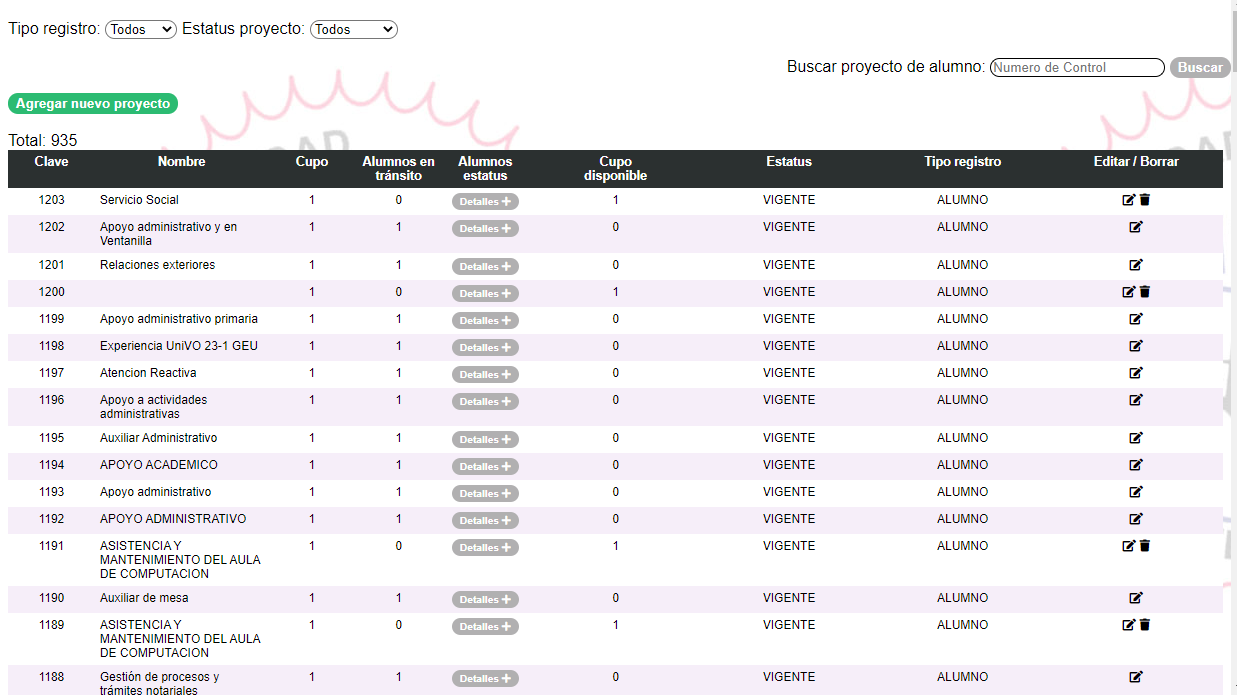 Tipo registro: Todos Estatus proyecto: Todos
Buscar proyecto de alumno: Numero de Control Buscar
Agregar nuevo proyecto
Total: 935
Clave Nombre Cupo Alumnos en tránsito Alumnos estatus Cupo disponible Estatus Tipo registro Editar / Borrar
1203 Servicio Social 1 0 Detalles + 1 VIGENTE ALUMNO
1202 Apoyo administrativo y en Ventanilla 1 1 Detalles + 0 VIGENTE ALUMNO
1201 Relaciones exteriores 1 1 Detalles + 0 VIGENTE ALUMNO
1200 1 0 Detalles + 1 VIGENTE ALUMNO
1199 Apoyo administrativo primaria 1 1 Detalles + 0 VIGENTE ALUMNO
1198 Experiencia UniVO 23-1 GEU 1 1 Detalles + 0 VIGENTE ALUMNO
1197 Atencion Reactiva 1 1 Detalles + 0 VIGENTE ALUMNO
1196 Apoyo a actividades administrativas 1 1 Detalles + 0 VIGENTE ALUMNO
1195 Auxiliar Administrativo 1 1 Detalles + 0 VIGENTE ALUMNO
1194 APOYO ACADEMICO 1 1 Detalles + 0 VIGENTE ALUMNO
1193 Apoyo administrativo 1 1 Detalles + 0 VIGENTE ALUMNO
1192 APOYO ADMINISTRATIVO 1 1 Detalles + 0 VIGENTE ALUMNO
1191 ASISTENCIA Y MANTENIMIENTO DEL AULA DE COMPUTACION 1 0 Detalles + 1 VIGENTE ALUMNO
1190 Auxiliar de mesa 1 1 Detalles + 0 VIGENTE ALUMNO
1189 ASISTENCIA Y MANTENIMIENTO DEL AULA DE COMPUTACION 1 0 Detalles + 1 VIGENTE ALUMNO
1188 Gestión de procesos y trámites notariales 1 1 Detalles + 0 VIGENTE ALUMNO